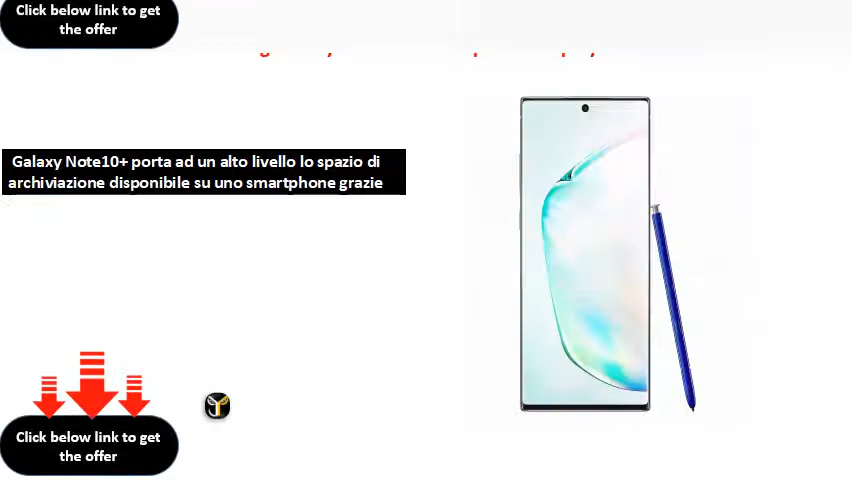 Click below link to get
the offer
Galaxy Note10+ porta ad un alto livello lo spazio di
archiviazione disponibile su uno smartphone grazie
Click below link to get
the offer